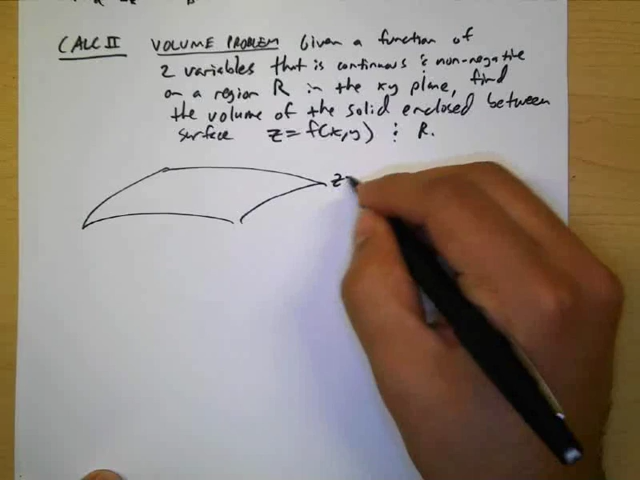 CALC II VOLUME PROBLEM Given a function of
2 variables that is continuous & non-negative
on a region R in the xy plane, find
the volume of the solid enclosed between
surface z = f(x,y) & R.
z